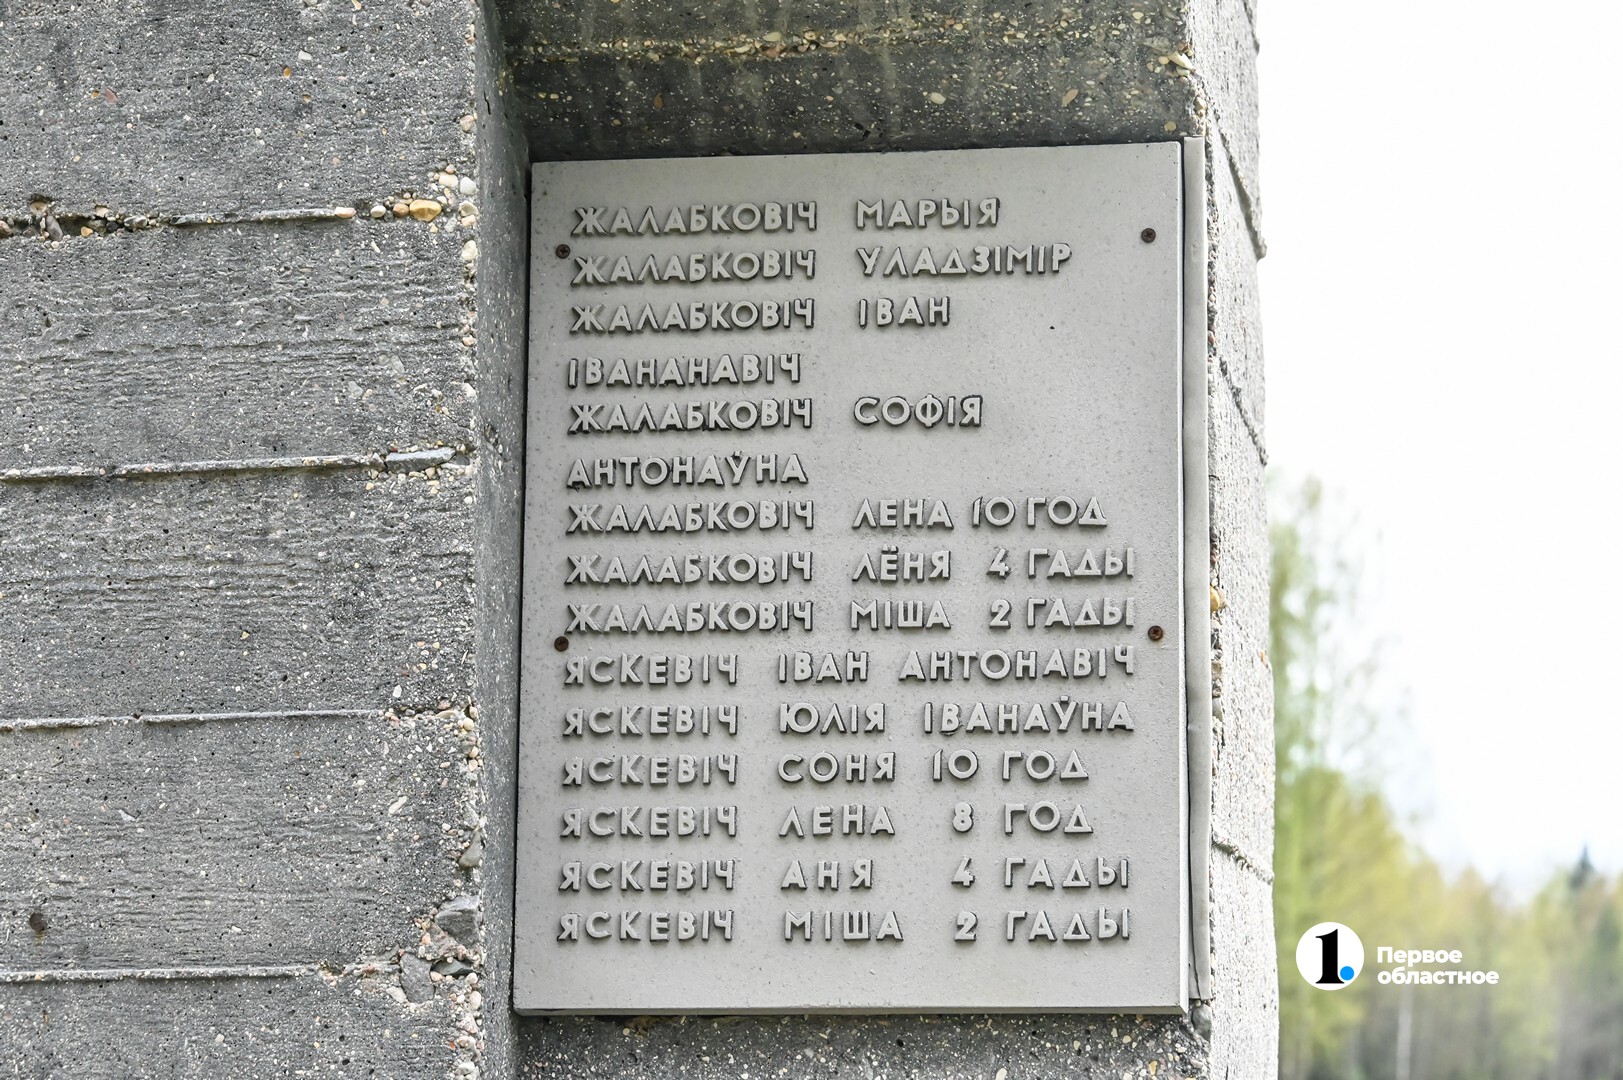 ЖАЛАБКОВІЧ МАРЫЯ
ЖАЛАБКОВІЧ УЛАДЗІМІР
ЖАЛАБКОВІЧ ІВАН
ІВАНАНАВІЧ
ЖАЛАБКОВІЧ СОФІЯ
АНТОНАЎНА
ЖАЛАБКОВІЧ ЛЕНА 10 ГОД
ЖАЛАБКОВІЧ ЛЁНЯ 4 ГАДЫ
ЖАЛАБКОВІЧ МІША 2 ГАДЫ
ЯСКЕВІЧ ІВАН АНТОНАВІЧ
ЯСКЕВІЧ ЮЛІЯ ІВАНАЎНА
ЯСКЕВІЧ СОНЯ 10 ГОД
ЯСКЕВІЧ ЛЕНА 8 ГОД
ЯСКЕВІЧ АНЯ 4 ГАДЫ
ЯСКЕВІЧ МІША 2 ГАДЫ
1. Первое
областное